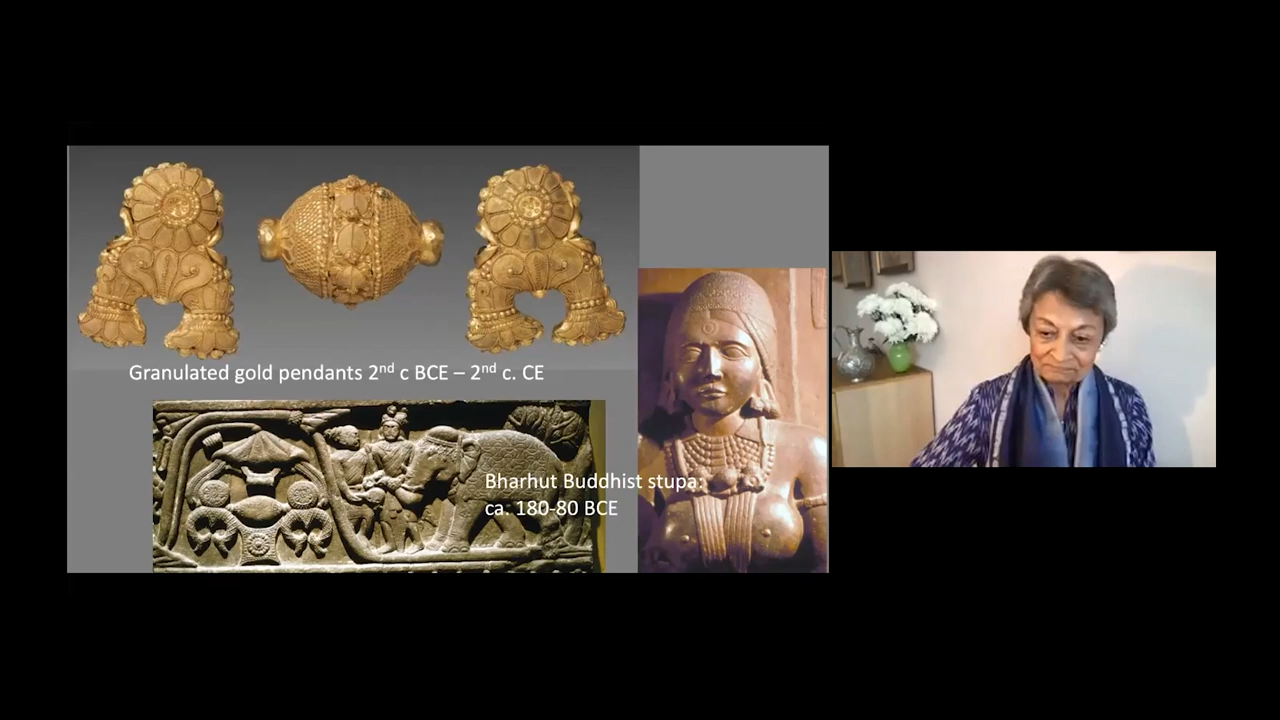 Granulated gold pendants 2nd c BCE – 2nd c. CE
Bharhut Buddhist stupa:
ca. 180-80 BCE